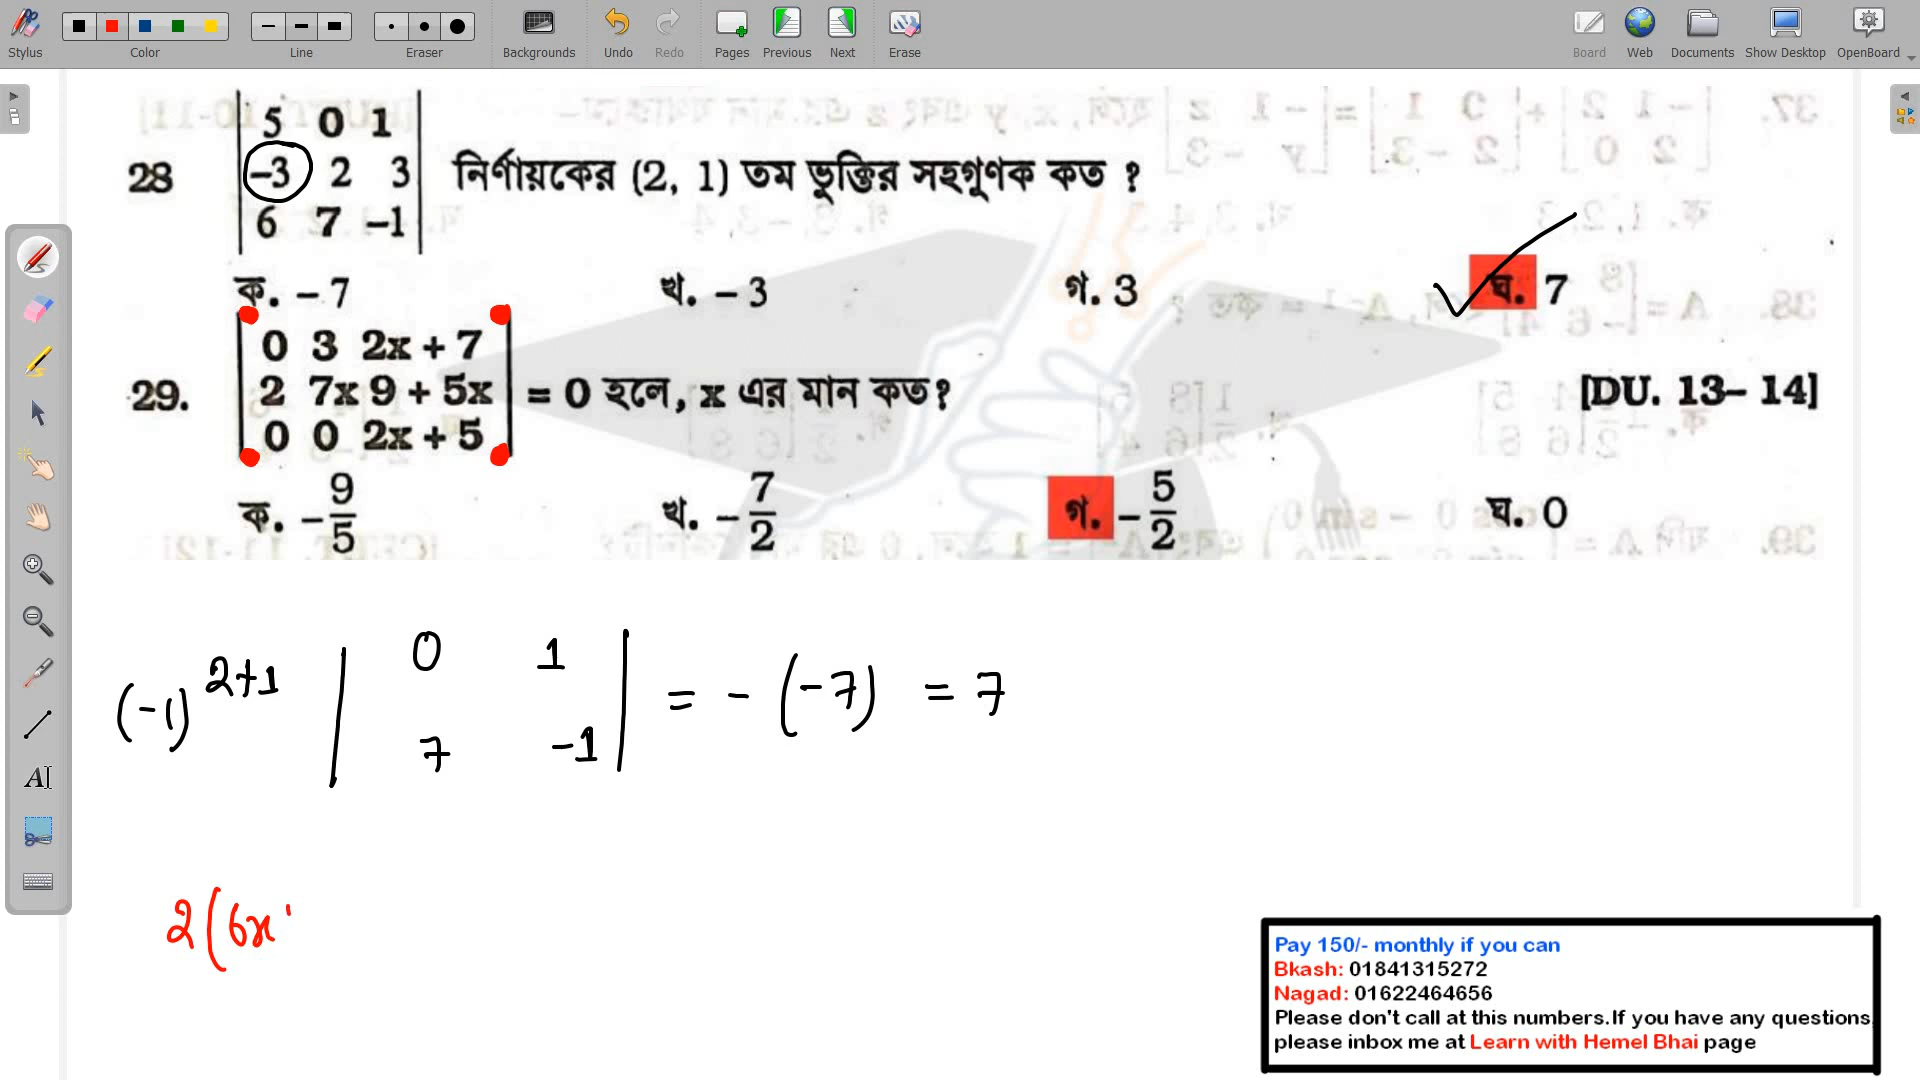 Stylus Color Line Eraser Backgrounds Undo Redo Pages Previous Next Erase Board Web Documents Show Desktop OpenBoard
5 0 1
28 -3 2 3 নির্ণায়কের (2, 1) তম ভুক্তির সহগুণক কত ?
6 7 -1
ক. - 7 খ. - 3 গ. 3 ঘ. 7
0 3 2x + 7
29. 2 7x 9 + 5x = 0 হলে, x এর মান কত? [DU. 13- 14]
0 0 2x + 5
ক. -9/5 খ. -7/2 গ. -5/2 ঘ. 0
(-1)^2+1 | 0 1 | = - (-7) = 7
7 -1
2(6x
Pay 150/- monthly if you can
Bkash: 01841315272
Nagad: 01622464656
Please don't call at this numbers.If you have any questions
please inbox me at Learn with Hemel Bhai page